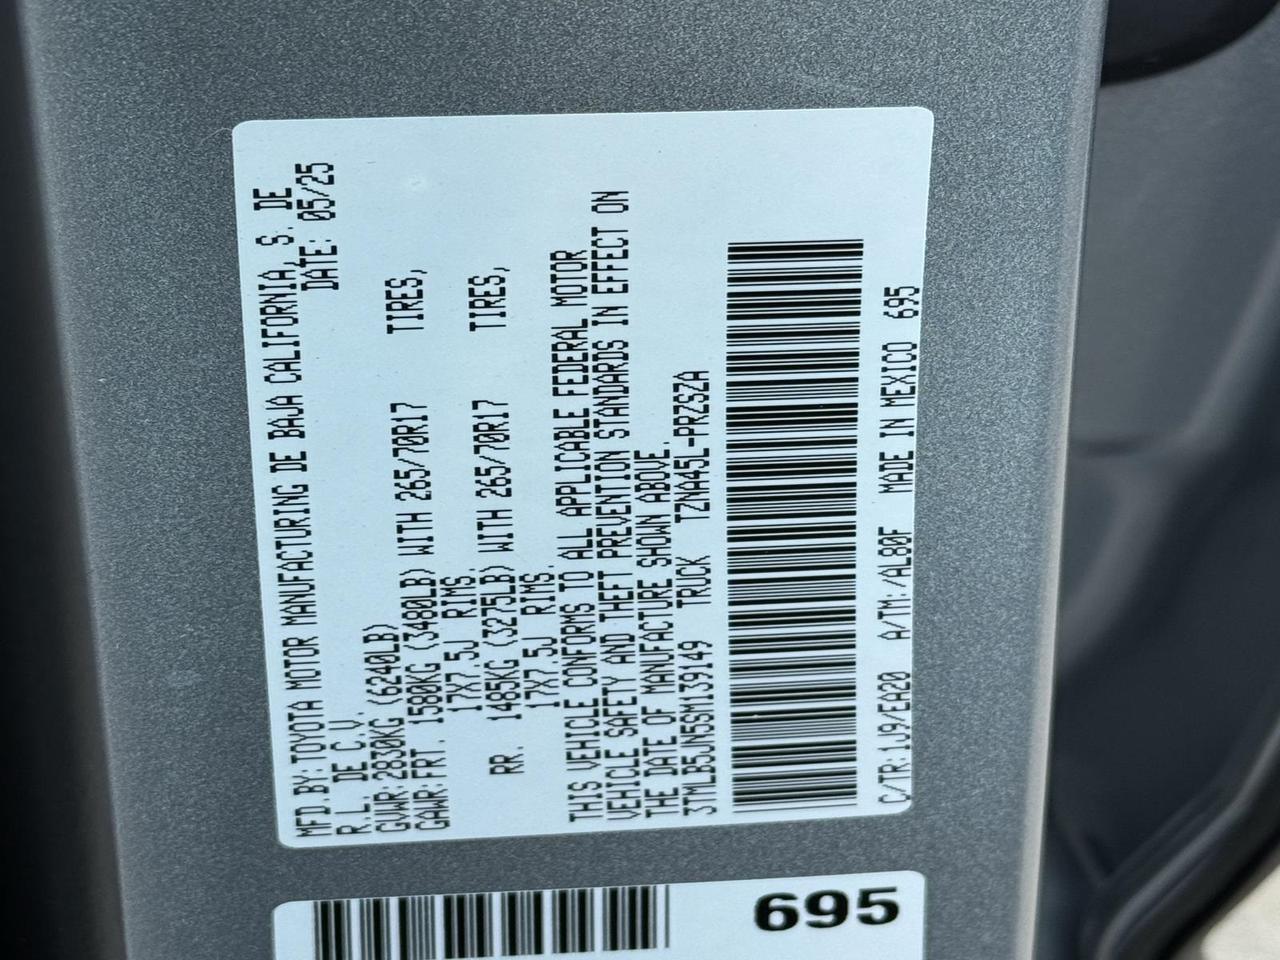 MFD.BY:TOYOTA MOTOR MANUFACTURING DE BAJA CALIFORNIA, S. DE
R.L. DE C.V. DATE: 05/25
GVWR:2830KG (6240LB)
GAWR:FRT. 1580KG (3480LB) WITH 265/70R17 TIRES,
17X7.5J RIMS.
RR. 1485KG (3275LB) WITH 265/70R17 TIRES,
17X7.5J RIMS.
THIS VEHICLE CONFORMS TO ALL APPLICABLE FEDERAL MOTOR
VEHICLE SAFETY AND THEFT PREVENTION STANDARDS IN EFFECT ON
THE DATE OF MANUFACTURE SHOWN ABOVE.
3TMLB5JN5SM139149 TRUCK TZNA45L-PRZSZA
C/TR:1J9/EA20 A/TM:/AL80F MADE IN MEXICO 695
695